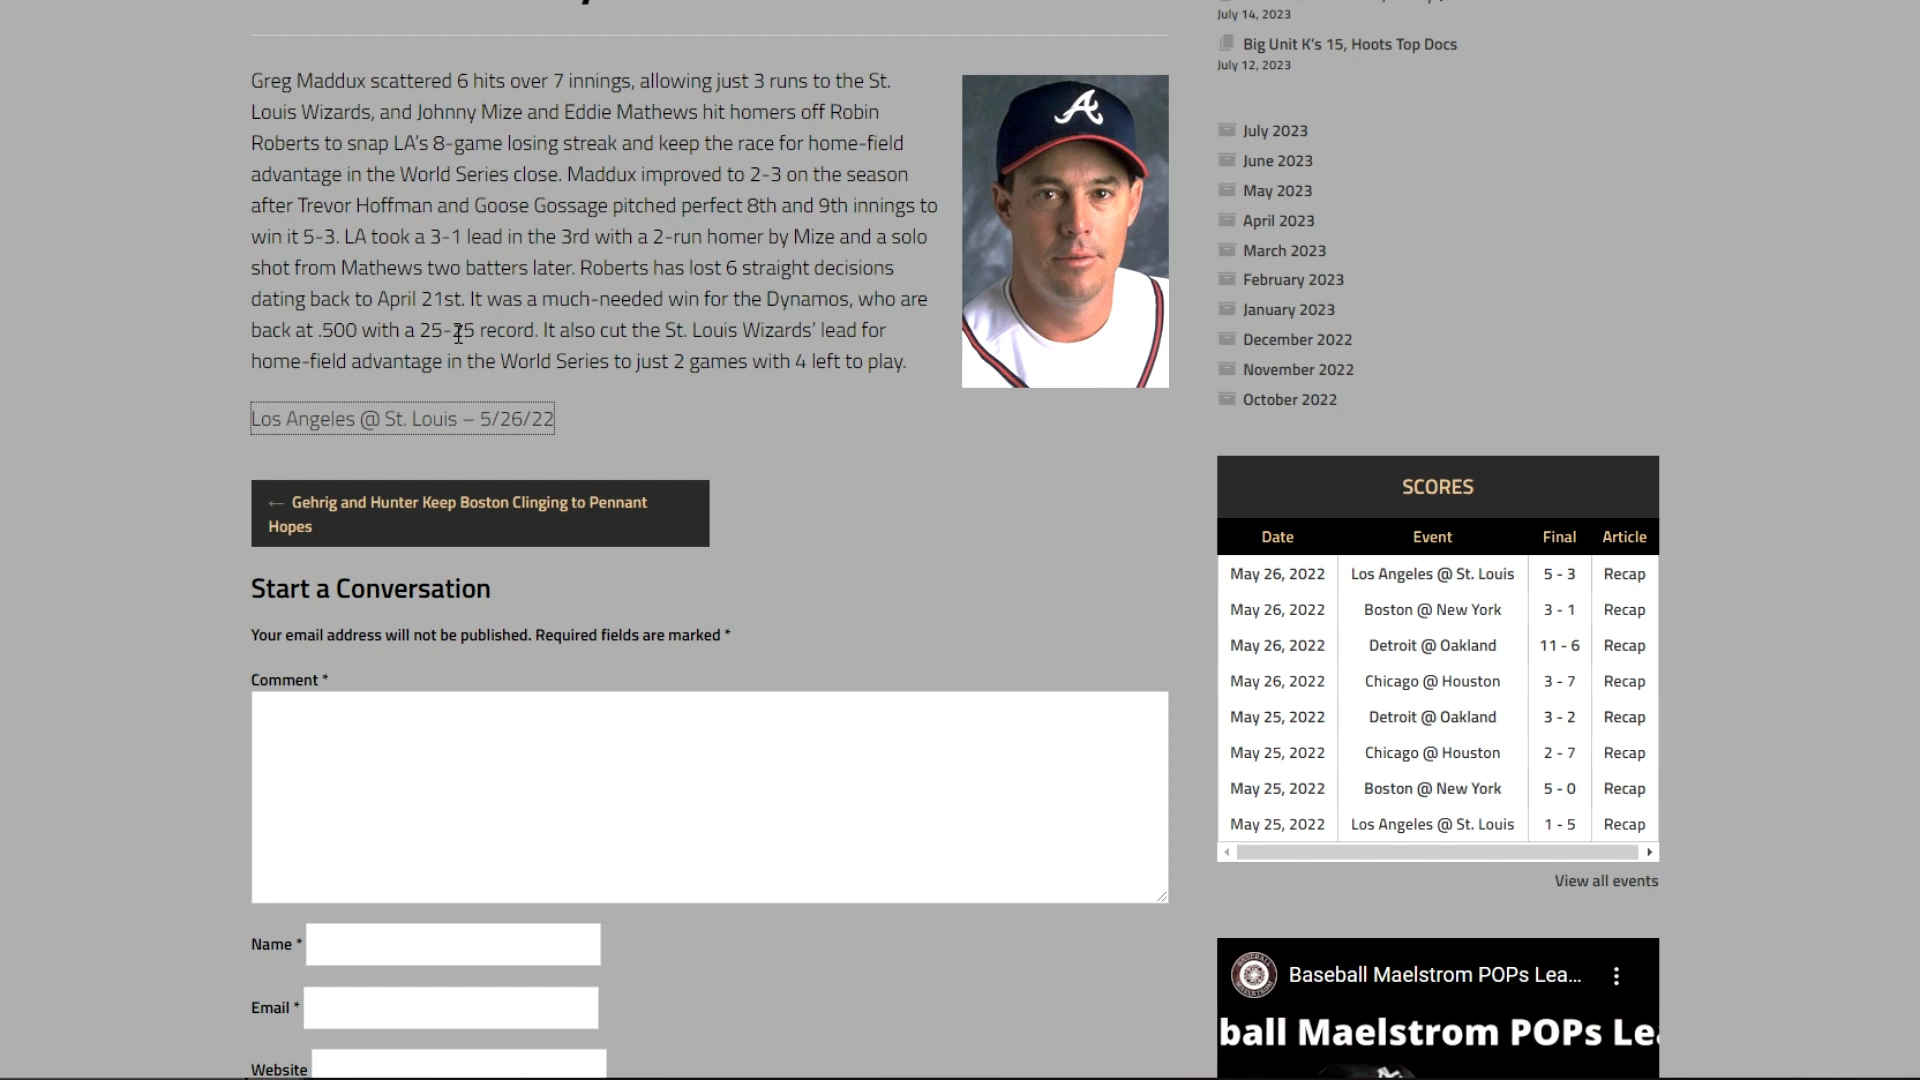 Greg Maddux scattered 6 hits over 7 innings, allowing just 3 runs to the St.
Louis Wizards, and Johnny Mize and Eddie Mathews hit homers off Robin
Roberts to snap LA’s 8-game losing streak and keep the race for home-field
advantage in the World Series close. Maddux improved to 2-3 on the season
after Trevor Hoffman and Goose Gossage pitched perfect 8th and 9th innings to
win it 5-3. LA took a 3-1 lead in the 3rd with a 2-run homer by Mize and a solo
shot from Mathews two batters later. Roberts has lost 6 straight decisions
dating back to April 21st. It was a much-needed win for the Dynamos, who are
back at .500 with a 25-25 record. It also cut the St. Louis Wizards’ lead for
home-field advantage in the World Series to just 2 games with 4 left to play.
A
Los Angeles @ St. Louis – 5/26/22
← Gehrig and Hunter Keep Boston Clinging to Pennant
Hopes
Start a Conversation
Your email address will not be published. Required fields are marked *
Comment *
Name *
Email *
Website
July 14, 2023
Big Unit K’s 15, Hoots Top Docs
July 12, 2023
July 2023
June 2023
May 2023
April 2023
March 2023
February 2023
January 2023
December 2022
November 2022
October 2022
SCORES
Date Event Final Article
May 26, 2022 Los Angeles @ St. Louis 5 - 3 Recap
May 26, 2022 Boston @ New York 3 - 1 Recap
May 26, 2022 Detroit @ Oakland 11 - 6 Recap
May 26, 2022 Chicago @ Houston 3 - 7 Recap
May 25, 2022 Detroit @ Oakland 3 - 2 Recap
May 25, 2022 Chicago @ Houston 2 - 7 Recap
May 25, 2022 Boston @ New York 5 - 0 Recap
May 25, 2022 Los Angeles @ St. Louis 1 - 5 Recap
View all events
Baseball Maelstrom POPs Lea...
ball Maelstrom POPs Le